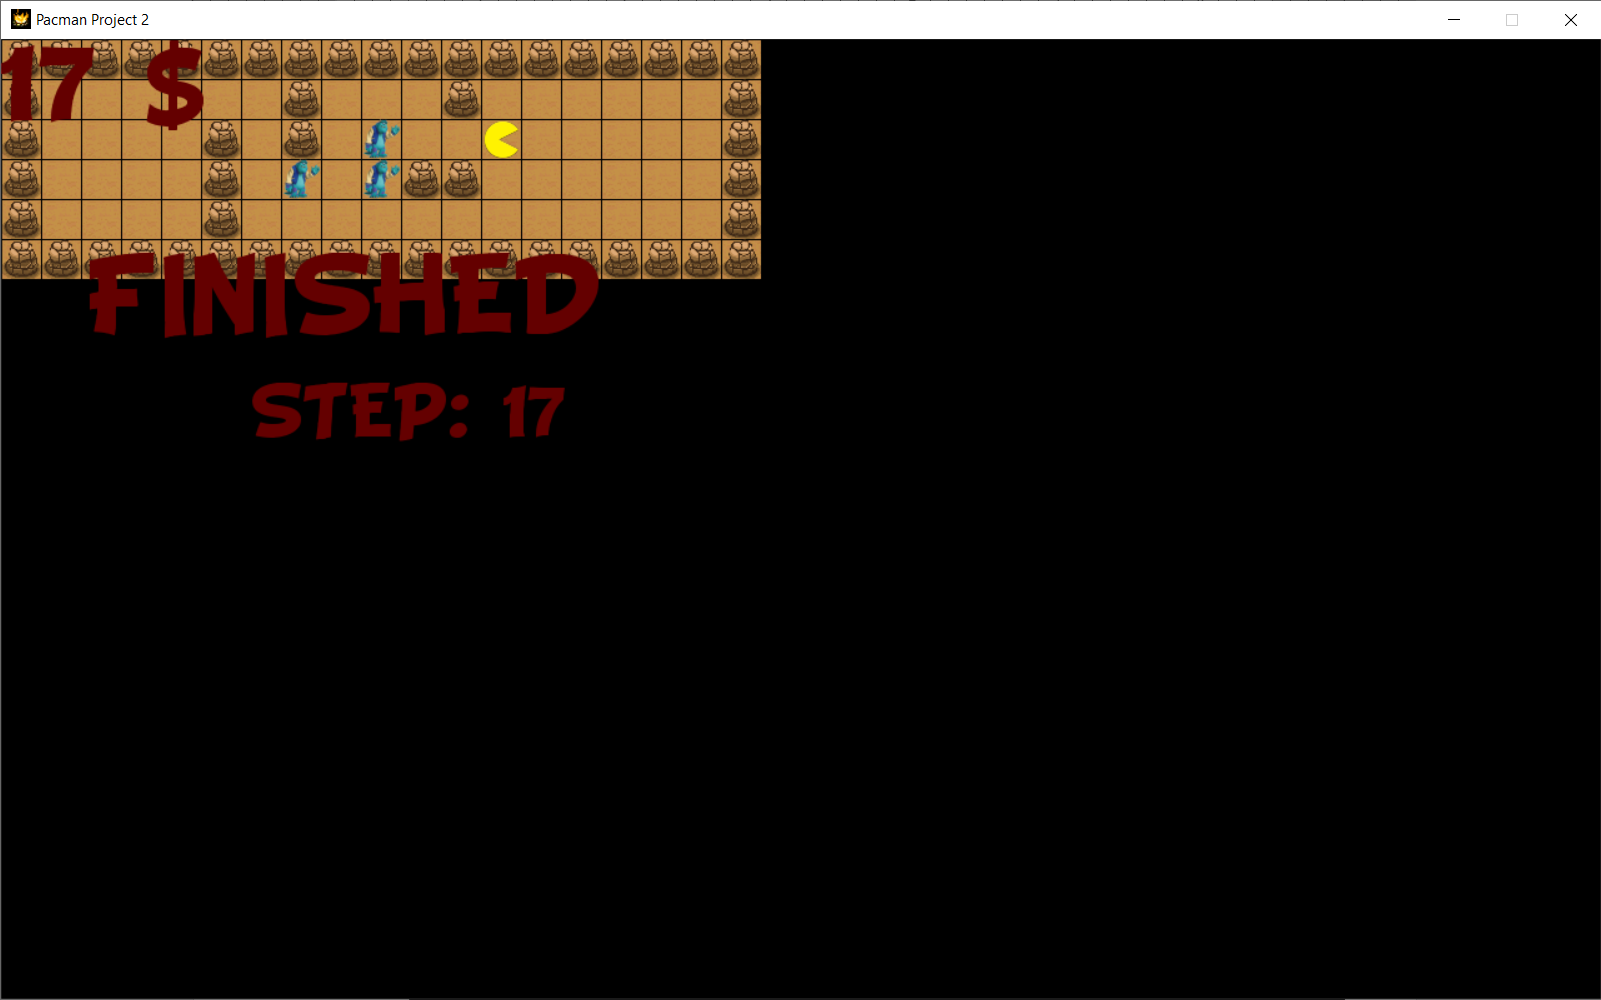 Pacman Project 2
17 $
FINISHED
STEP: 17